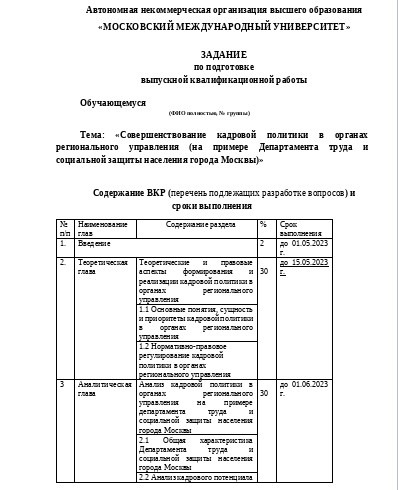 Автономная некоммерческая организация высшего образования
«МОСКОВСКИЙ МЕЖДУНАРОДНЫЙ УНИВЕРСИТЕТ»
ЗАДАНИЕ
по подготовке
выпускной квалификационной работы
Обучающемуся
(ФИО полностью, № группы)
Тема: «Совершенствование кадровой политики в органах
регионального управления (на примере Департамента труда и
социальной защиты населения города Москвы)»
Содержание ВКР (перечень подлежащих разработке вопросов) и
сроки выполнения
№ п/п
Наименование глав
Содержание раздела
%
Срок выполнения
1.
Введение
2
до 01.05.2023 г.
2.
Теоретическая глава
Теоретические и правовые
аспекты формирования и
реализации кадровой политики в
органах регионального
управления
30
до 15.05.2023 г.
1.1 Основные понятия, сущность
и приоритеты кадровой политики
в органах регионального
управления
1.2 Нормативно-правовое
регулирование кадровой
политики в органах
регионального управления
3
Аналитическая глава
Анализ кадровой политики в
органах регионального
управления на примере
департамента труда и
социальной защиты населения
города Москвы
30
до 01.06.2023 г.
2.1 Общая характеристика
Департамента труда и
социальной защиты населения
города Москвы
2.2 Анализ кадрового потенциала